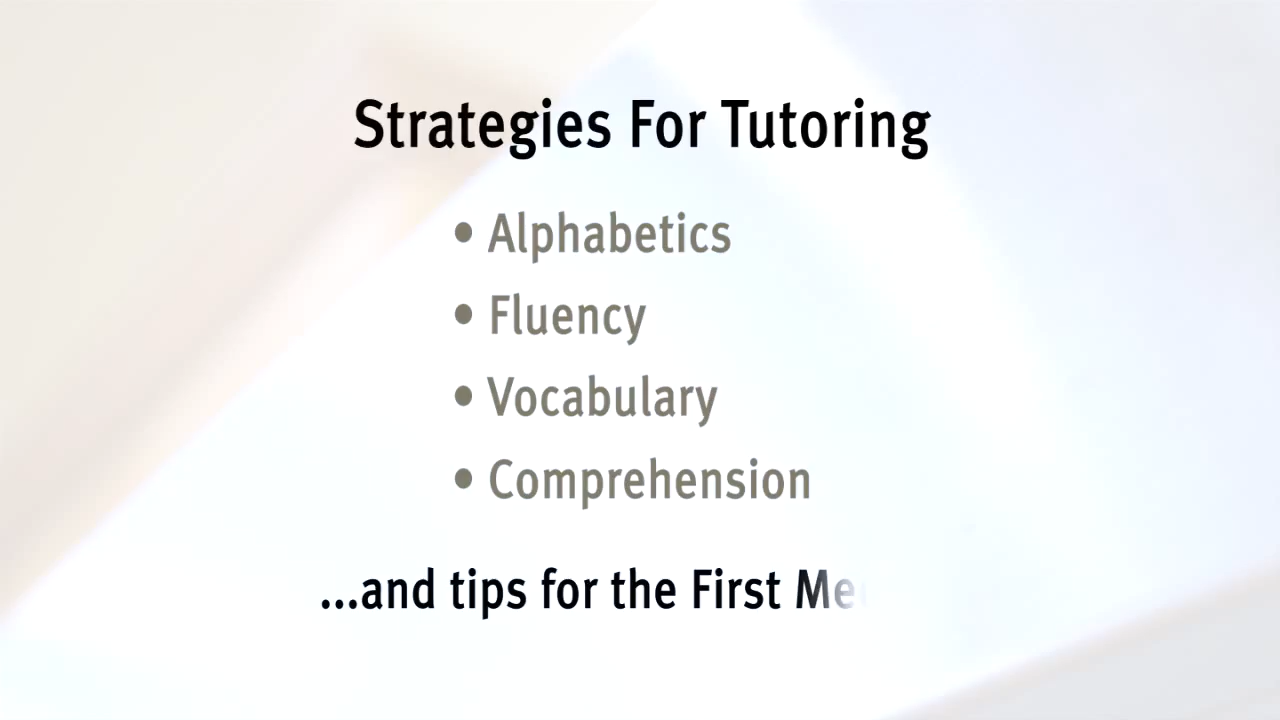 Strategies For Tutoring
• Alphabetics
• Fluency
• Vocabulary
• Comprehension
...and tips for the First